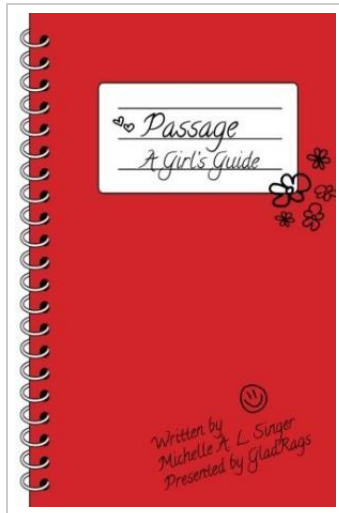 Passage
A Girl's Guide
Written by
Michelle A. L. Singer
Presented by GladRags